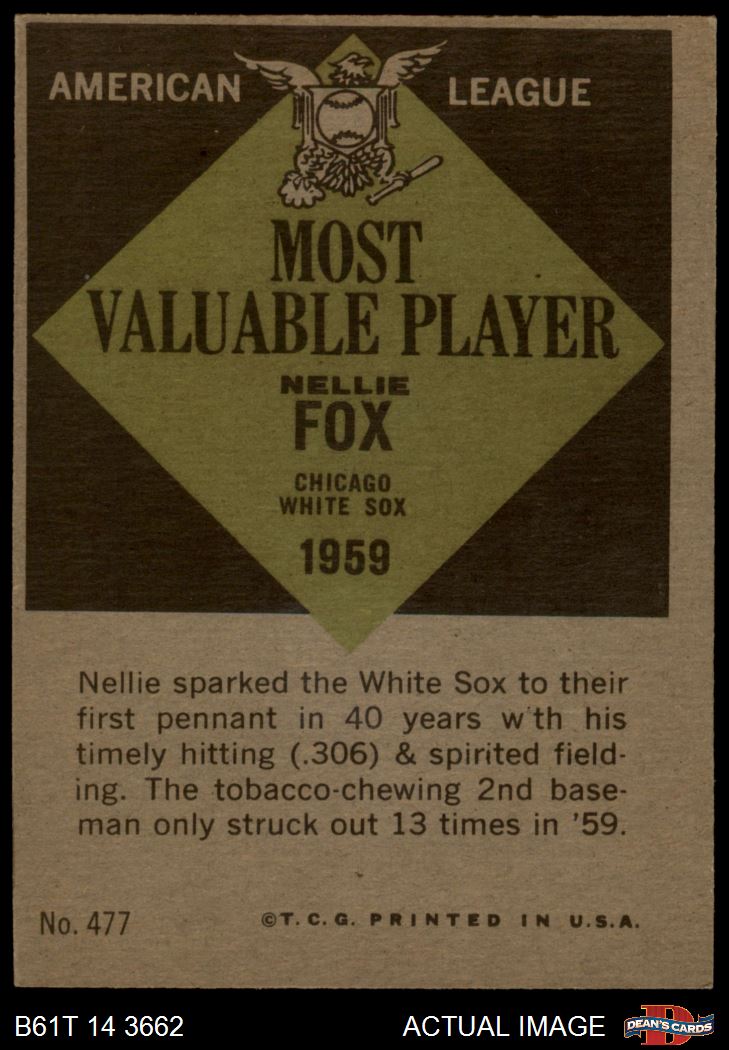 AMERICAN LEAGUE
MOST
VALUABLE PLAYER
NELLIE
FOX
CHICAGO
WHITE SOX
1959
Nellie sparked the White Sox to their
first pennant in 40 years w th his
timely hitting (.306) & spirited field-
ing. The tobacco-chewing 2nd base-
man only struck out 13 times in '59.
No. 477 ©T.C.G. PRINTED IN U.S.A.
B61T 14 3662 ACTUAL IMAGE DEAN'S CARDS